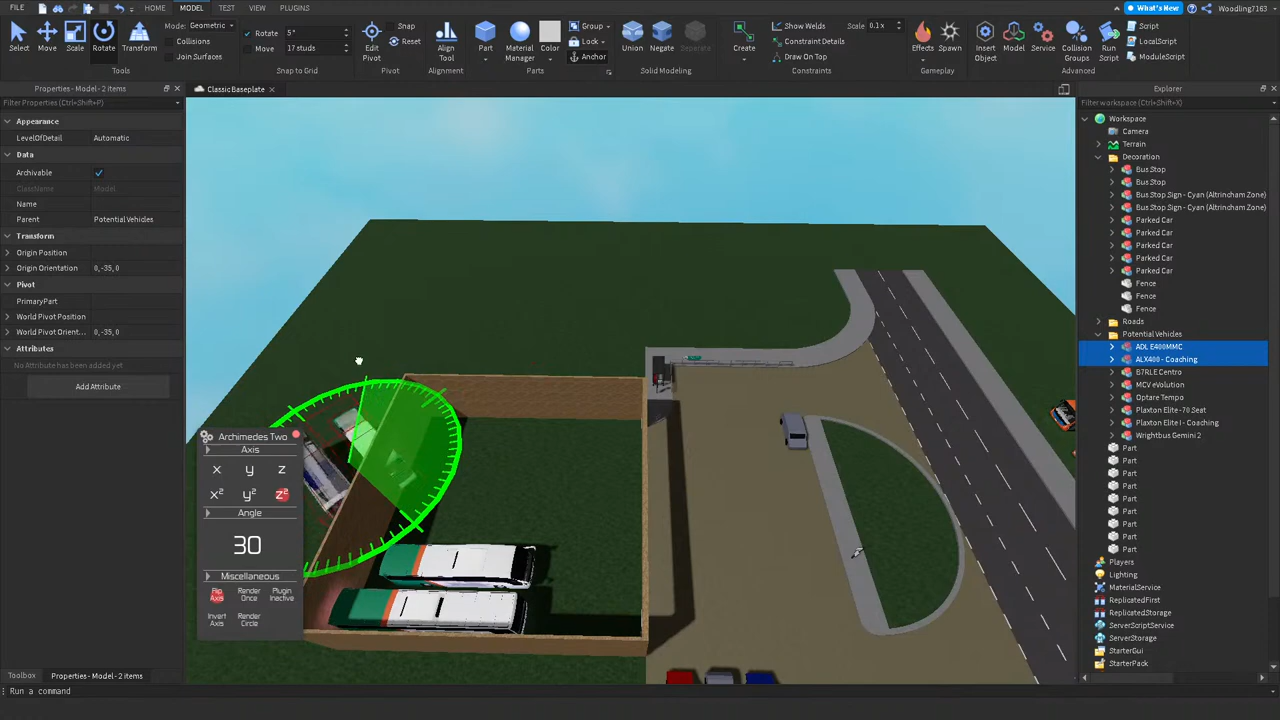 FILE HOME MODEL TEST VIEW PLUGINS What's New Woodling7163
Select Move Scale Rotate Transform Mode: Geometric Collisions Join Surfaces Rotate 5° Move 17 studs Edit Pivot Snap Reset Align Tool Part Material Manager Color Group Lock Anchor Union Negate Separate Create Show Welds Constraint Details Draw On Top Scale 0.1 x Effects Spawn Insert Object Model Service Collision Groups Run Script Script LocalScript ModuleScript
Tools Snap to Grid Pivot Alignment Parts Solid Modeling Constraints Gameplay Advanced
Properties - Model - 2 items
Filter Properties (Ctrl+Shift+P)
Appearance
LevelOfDetail Automatic
Data
Archivable
ClassName Model
Name
Parent Potential Vehicles
Transform
Origin Position
Origin Orientation 0,-35,0
Pivot
PrimaryPart
World Pivot Position
World Pivot Orient... 0,-35,0
Attributes
No Attribute has been added yet
Add Attribute
Toolbox Properties - Model - 2 items
Run a command
Classic Baseplate
Archimedes Two
Axis
x y z
x² y² z²
Angle
30
Miscellaneous
Flip Axis Render Once Plugin Inactive
Invert Axis Render Circle
Explorer
Filter workspace (Ctrl+Shift+X)
Workspace
Camera
Terrain
Decoration
Bus Stop
Bus Stop
Bus Stop Sign - Cyan (Altrincham Zone)
Bus Stop Sign - Cyan (Altrincham Zone)
Parked Car
Parked Car
Parked Car
Parked Car
Parked Car
Fence
Fence
Fence
Roads
Potential Vehicles
ADL E400MMC
ALX400 - Coaching
B7RLE Centro
MCV eVolution
Optare Tempo
Plaxton Elite -70 Seat
Plaxton Elite I - Coaching
Wrightbus Gemini 2
Part
Part
Part
Part
Part
Part
Part
Part
Part
Players
Lighting
MaterialService
ReplicatedFirst
ReplicatedStorage
ServerScriptService
ServerStorage
StarterGui
StarterPack